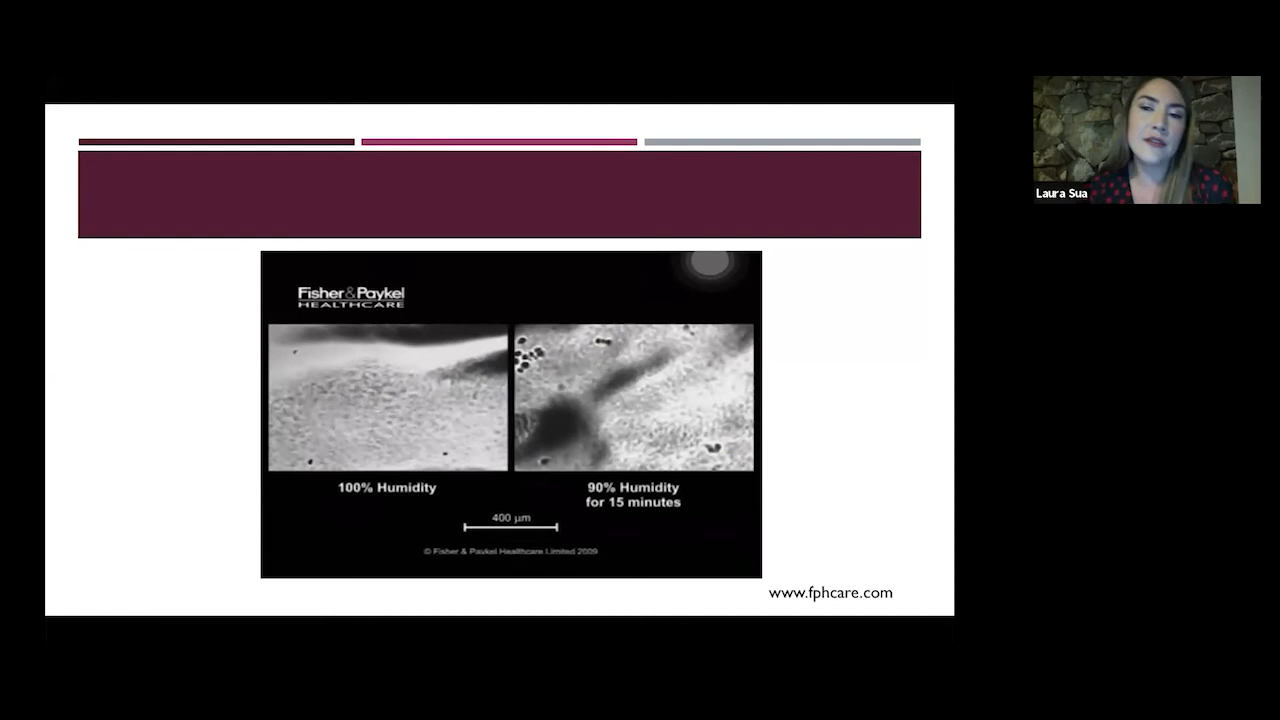 Laura Sua
Fisher&Paykel
HEALTHCARE
100% Humidity
90% Humidity
for 15 minutes
400 µm
© Fisher & Paykel Healthcare Limited 2009
www.fphcare.com